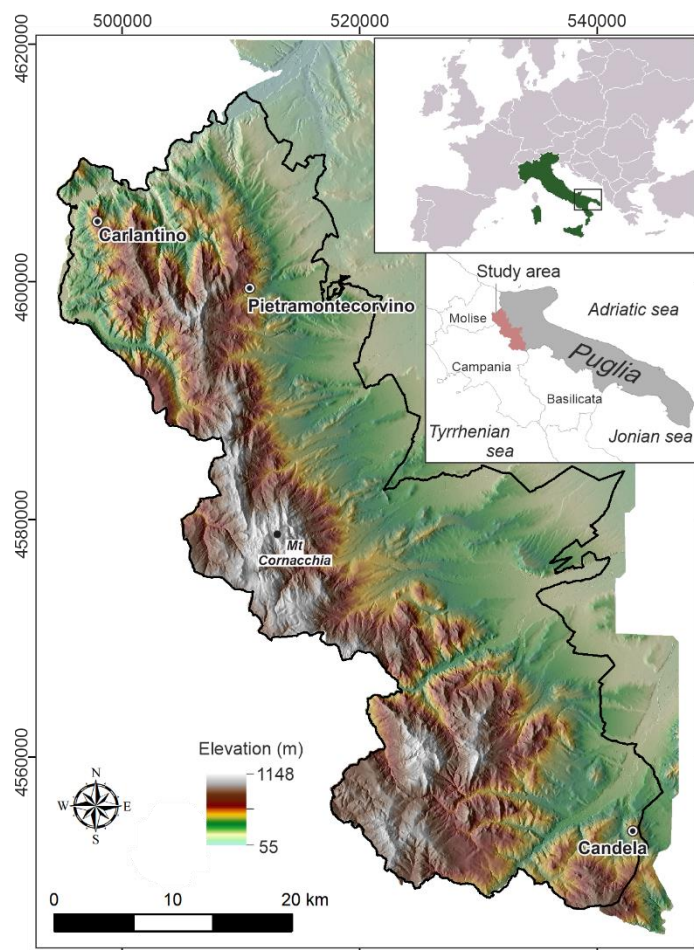 500000
520000
540000
4620000
4600000
4580000
4560000
Carlantino
Pietramontecorvino
Mt
Cornacchia
Candela
Study area
Molise
Adriatic sea
Puglia
Campania
Basilicata
Tyrrhenian
sea
Jonian sea
Elevation (m)
1148
55
N
W
E
S
0
10
20 km